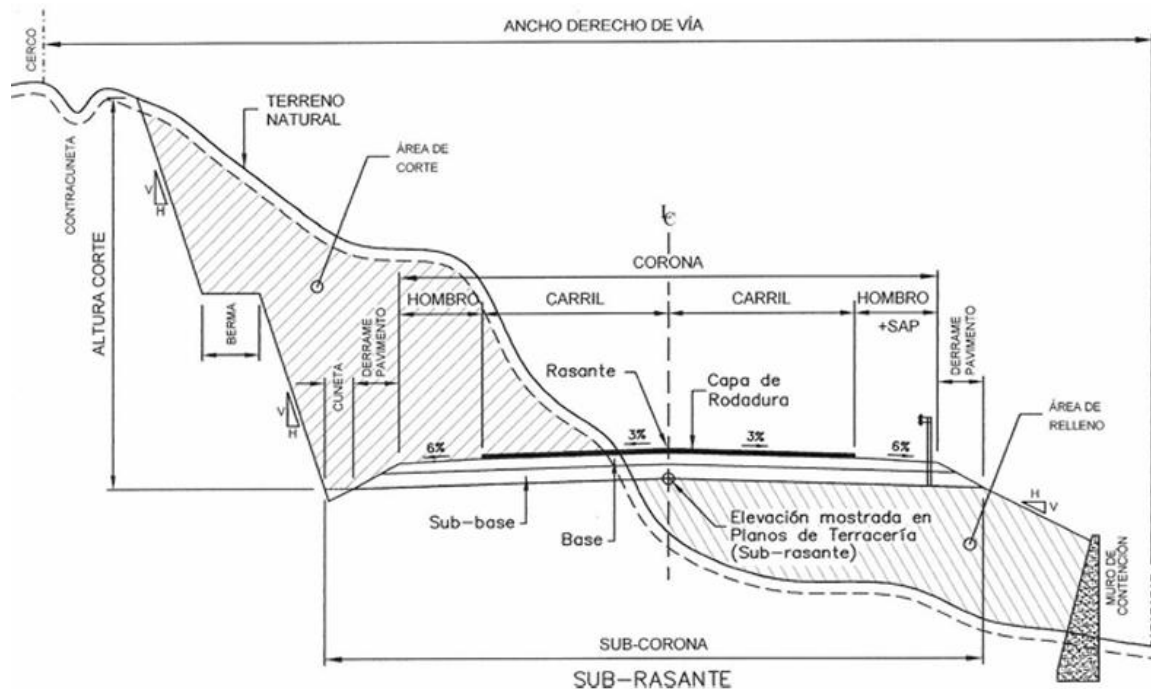 ANCHO DERECHO DE VÍA
CERCO
TERRENO
NATURAL
ÁREA DE
CORTE
CONTRACUNETA
V
H
ALTURA CORTE
℄
CORONA
HOMBRO
CARRIL
CARRIL
HOMBRO
+SAP
BERMA
CUNETA
DERRAME
PAVIMENTO
DERRAME
PAVIMENTO
Rasante
Capa de
Rodadura
ÁREA DE
RELLENO
V
H
6%
3%
3%
6%
Sub-base
Base
Elevación mostrada en
Planos de Terracería
(Sub-rasante)
H
V
MURO DE
CONTENCIÓN
SUB-CORONA
SUB-RASANTE